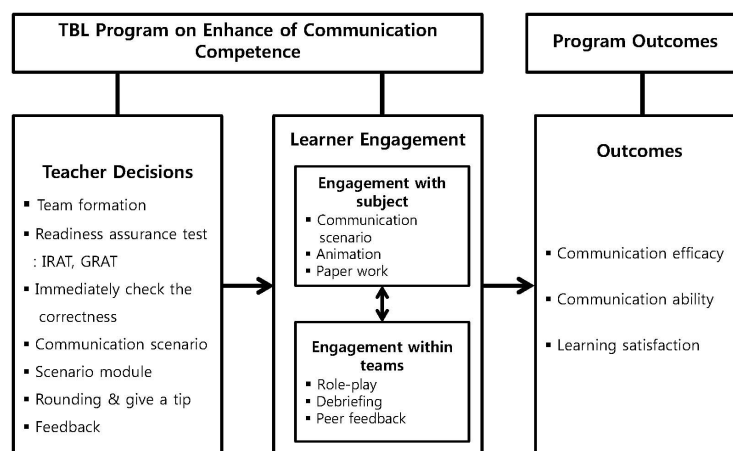 TBL Program on Enhance of Communication
Competence
Program Outcomes
Teacher Decisions
▪ Team formation
▪ Readiness assurance test
: IRAT, GRAT
▪ Immediately check the
correctness
▪ Communication scenario
▪ Scenario module
▪ Rounding & give a tip
▪ Feedback
Learner Engagement
Engagement with
subject
▪ Communication
scenario
▪ Animation
▪ Paper work
Engagement within
teams
▪ Role-play
▪ Debriefing
▪ Peer feedback
Outcomes
▪ Communication efficacy
▪ Communication ability
▪ Learning satisfaction